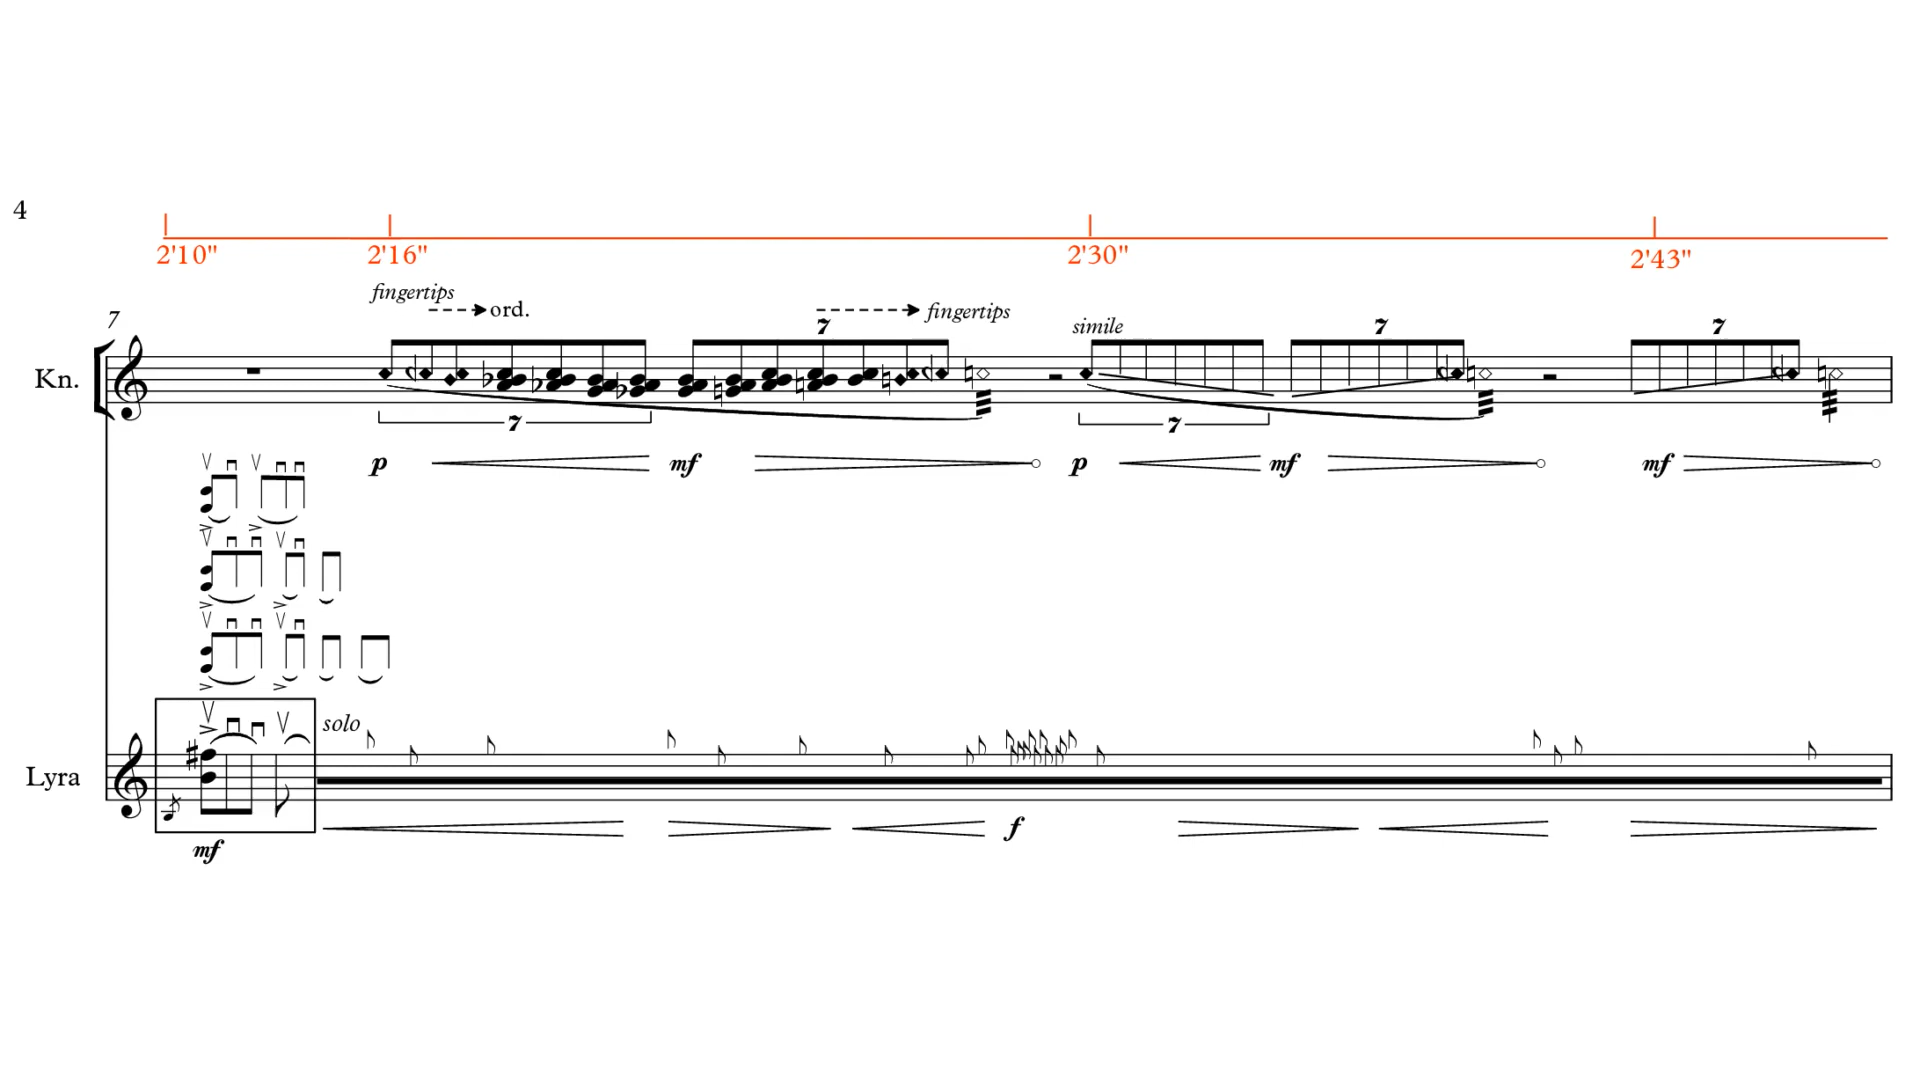 4
2'10" 2'16" 2'30" 2'43"
fingertips
ord. fingertips
7 7 simile 7 7
Kn.
7 7
p mf p mf mf
solo
Lyra
f
mf